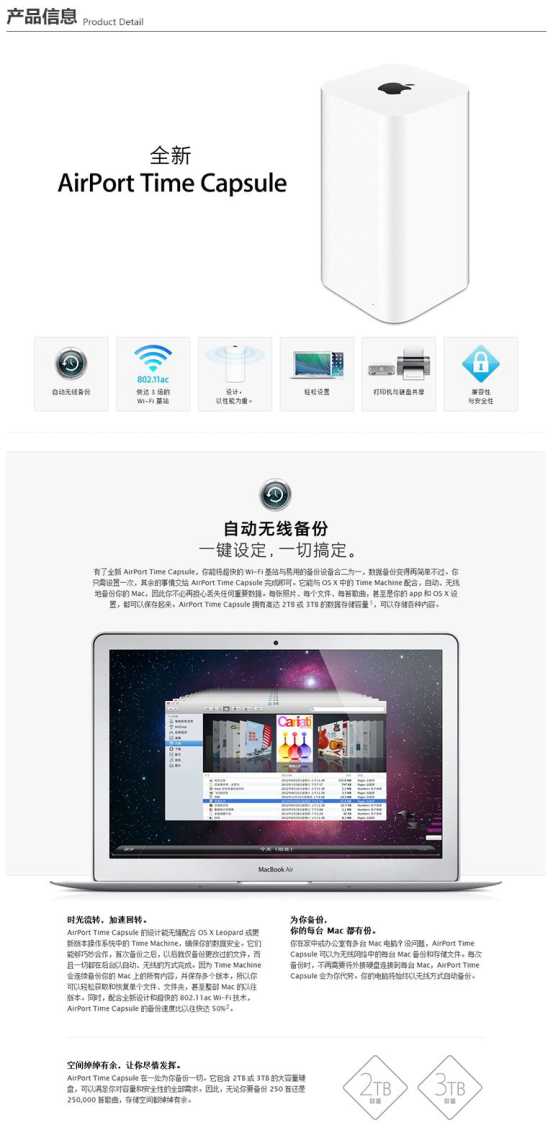 产品信息 Product Detail
全新
AirPort Time Capsule
自动无线备份
802.11ac
快达 3 倍的
Wi-Fi 基站
设计，
以性能为重。
轻松设置
打印机与硬盘共享
兼容性
与安全性
自动无线备份
一键设定，一切搞定。
有了全新 AirPort Time Capsule，你能将超快的 Wi-Fi 基站与易用的备份设备合二为一，数据备份变得再简单不过。你
只需设置一次，其余的事情交给 AirPort Time Capsule 完成即可。它能与 OS X 中的 Time Machine 配合，自动、无线
地备份你的 Mac，因此你不必再担心丢失任何重要数据。每张照片、每个文件、每首歌曲，甚至是你的 app 和 OS X 设
置，都可以保存起来。AirPort Time Capsule 拥有高达 2TB 或 3TB 的数据存储容量1，可以存储各种内容。
Cariati
MacBook Air
时光流转，加速回转。
AirPort Time Capsule 的设计能无缝配合 OS X Leopard 或更
新版本操作系统中的 Time Machine，确保你的数据安全。它们
能够巧妙合作，首次备份之后，以后就仅备份更改过的文件，而
且一切都在后台以自动、无线的方式完成。因为 Time Machine
会连续备份你的 Mac 上的所有内容，并保存多个版本，所以你
可以轻松获取和恢复单个文件、文件夹，甚至整部 Mac 的以往
版本。同时，配合全新设计和超快的 802.11ac Wi-Fi 技术，
AirPort Time Capsule 的备份速度比以往快达 50%2。
为你备份，
你的每台 Mac 都有份。
你在家中或办公室有多台 Mac 电脑？没问题，AirPort Time
Capsule 可以为无线网络中的每台 Mac 备份和存储文件。每次
备份时，不再需要将外接硬盘连接到每台 Mac，AirPort Time
Capsule 会为你代劳。你的电脑将始终以无线方式自动备份。
空间绰绰有余，让你尽情发挥。
AirPort Time Capsule 在一处为你备份一切。它包含 2TB 或 3TB 的大容量硬
盘，可以满足你对容量和安全性的全部需求。因此，无论你要备份 250 首还是
250,000 首歌曲，存储空间都绰绰有余。
2TB
容量
3TB
容量